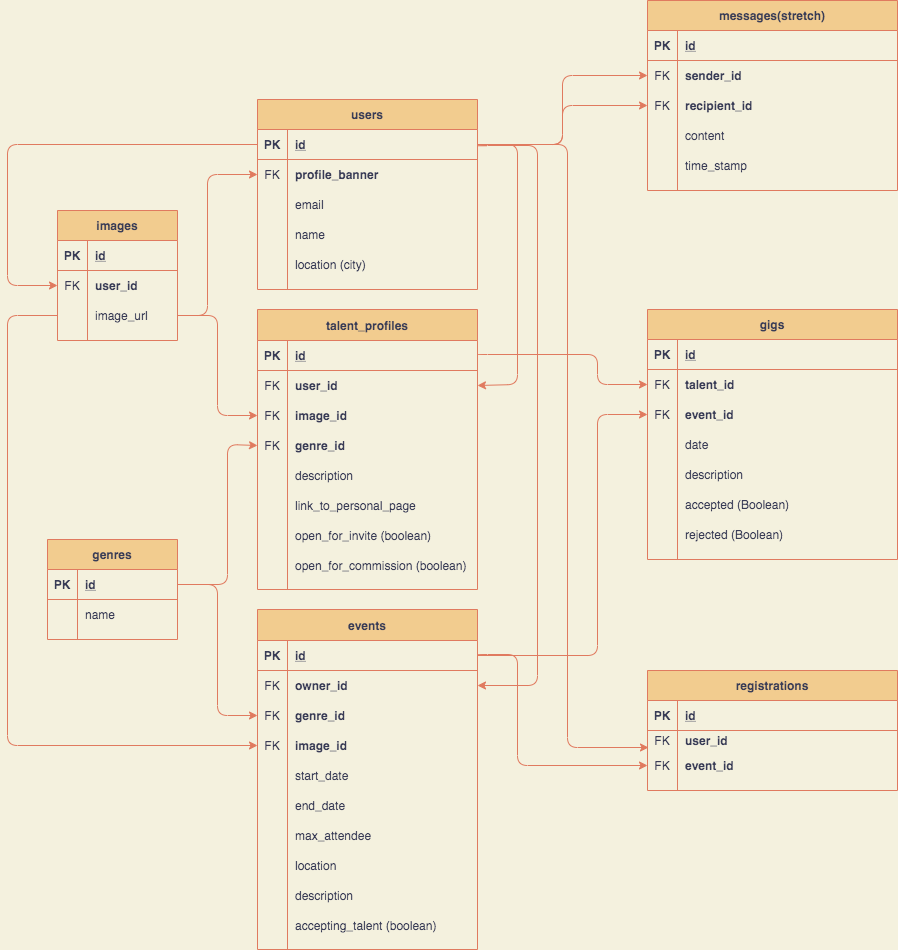 messages(stretch)
PK id
FK sender_id
FK recipient_id
content
time_stamp
users
PK id
FK profile_banner
email
name
location (city)
images
PK id
FK user_id
image_url
talent_profiles
PK id
FK user_id
FK image_id
FK genre_id
description
link_to_personal_page
open_for_invite (boolean)
open_for_commission (boolean)
gigs
PK id
FK talent_id
FK event_id
date
description
accepted (Boolean)
rejected (Boolean)
genres
PK id
name
events
PK id
FK owner_id
FK genre_id
FK image_id
start_date
end_date
max_attendee
location
description
accepting_talent (boolean)
registrations
PK id
FK user_id
FK event_id